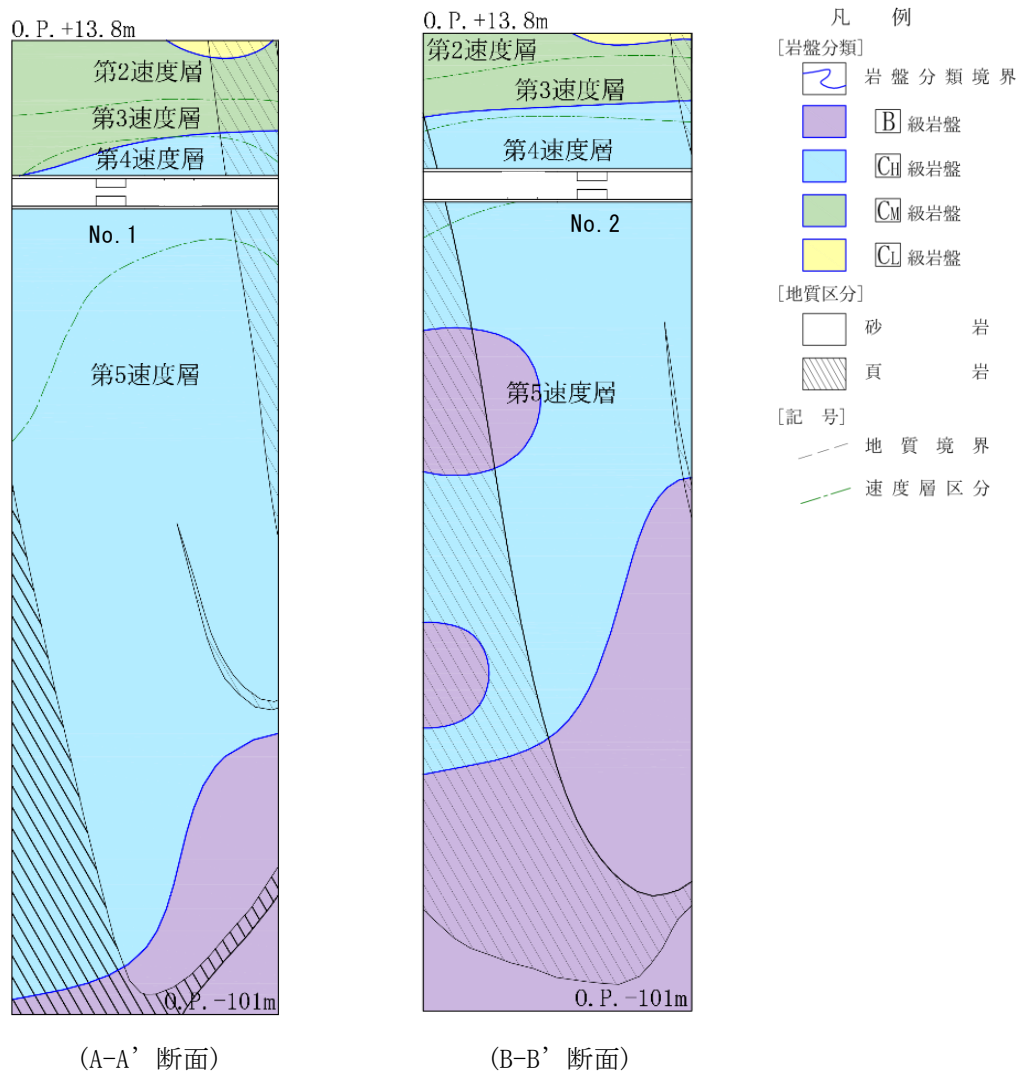 O.P.+13.8m
第2速度層
第3速度層
第4速度層
No.1
第5速度層
O.P.-101m
(A-A’断面)
O.P.+13.8m
第2速度層
第3速度層
第4速度層
No.2
第5速度層
O.P.-101m
(B-B’断面)
凡 例
[岩盤分類]
岩盤分類境界
B 級岩盤
CH 級岩盤
CM 級岩盤
CL 級岩盤
[地質区分]
砂 岩
頁 岩
[記 号]
地質境界
速度層区分